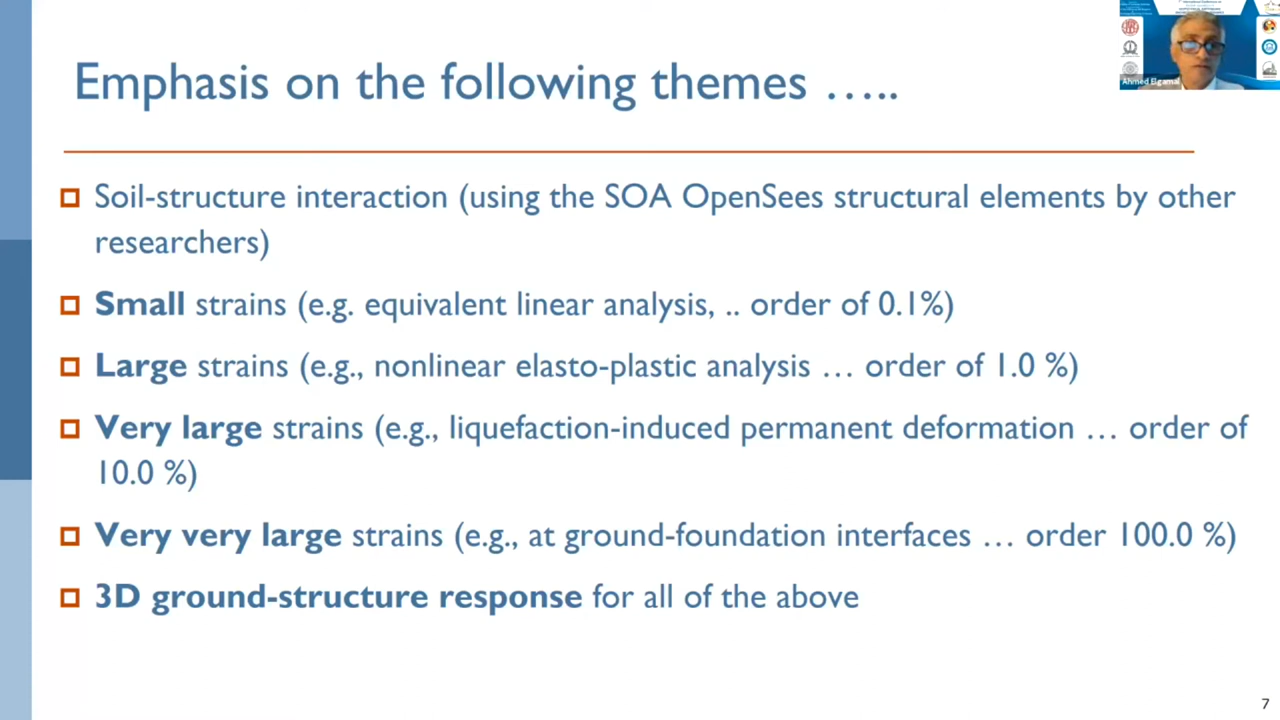 Emphasis on the following themes …..
Soil-structure interaction (using the SOA OpenSees structural elements by other
researchers)
Small strains (e.g. equivalent linear analysis, .. order of 0.1%)
Large strains (e.g., nonlinear elasto-plastic analysis … order of 1.0 %)
Very large strains (e.g., liquefaction-induced permanent deformation … order of
10.0 %)
Very very large strains (e.g., at ground-foundation interfaces … order 100.0 %)
3D ground-structure response for all of the above
Ahmed Elgamal
7